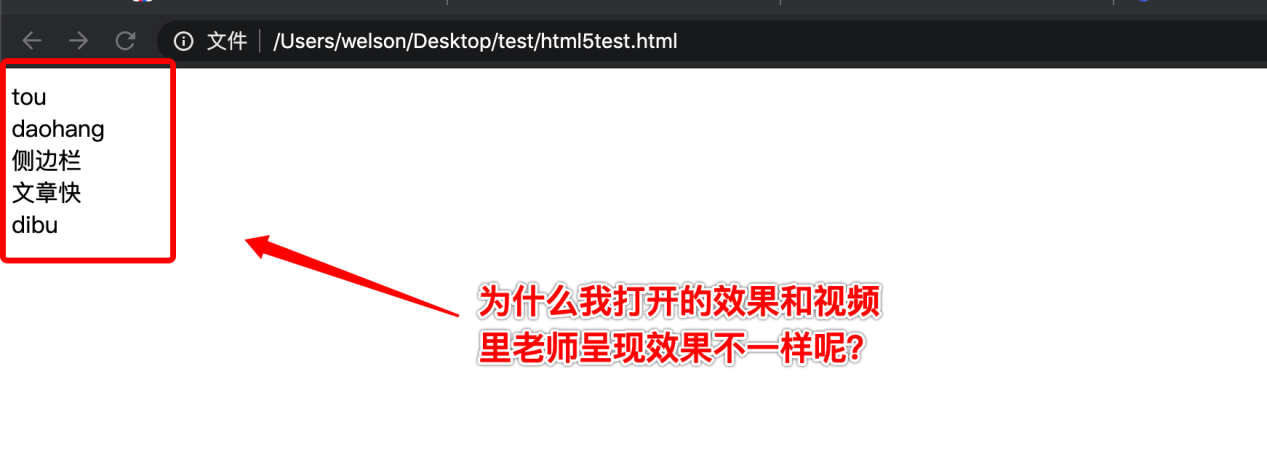 文件 /Users/welson/Desktop/test/html5test.html
tou
daohang
侧边栏
文章快
dibu
为什么我打开的效果和视频
里老师呈现效果不一样呢?